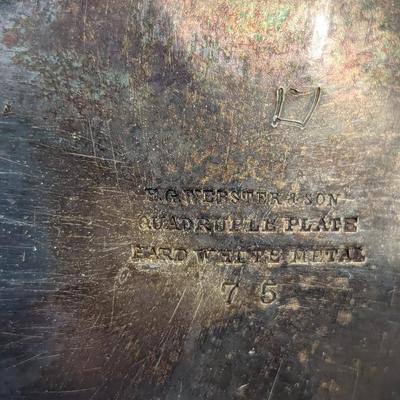 E. G. WEBSTER & SON
QUADRUPLE PLATE
HARD WHITE METAL
75